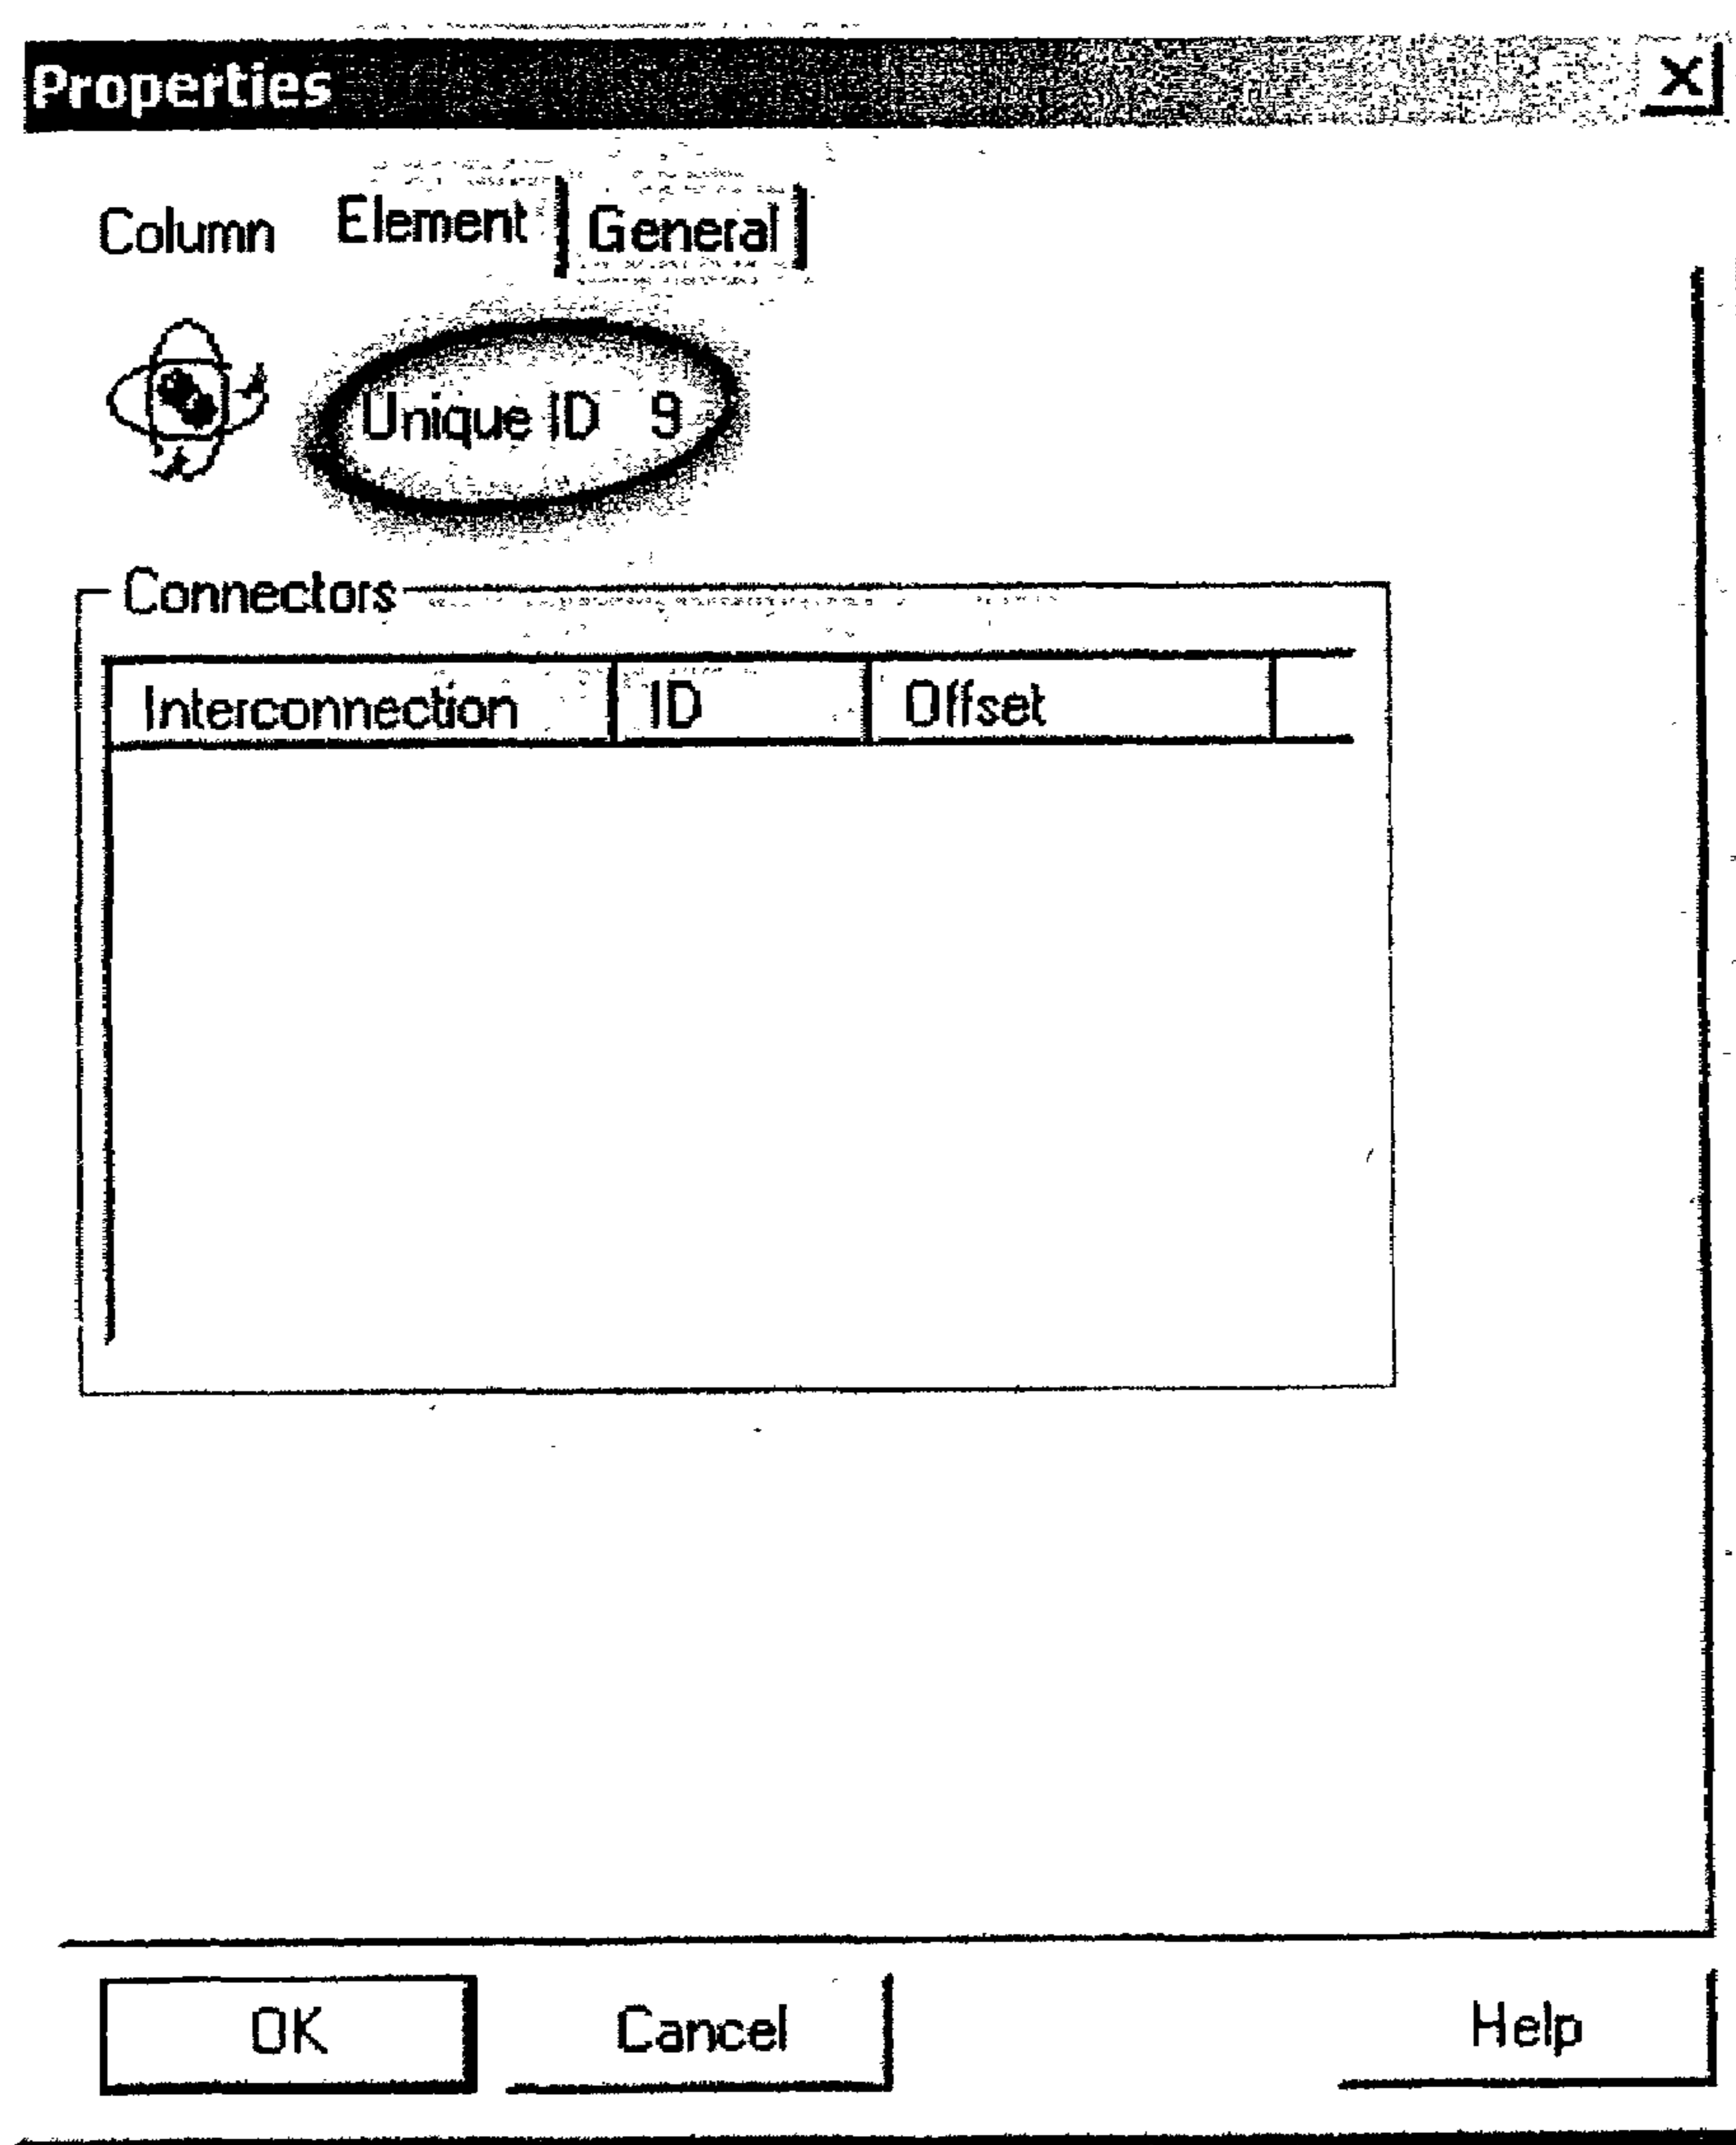 Properties
Column Element General
Unique ID 9
Connectors
Interconnection ID Offset
OK Cancel Help